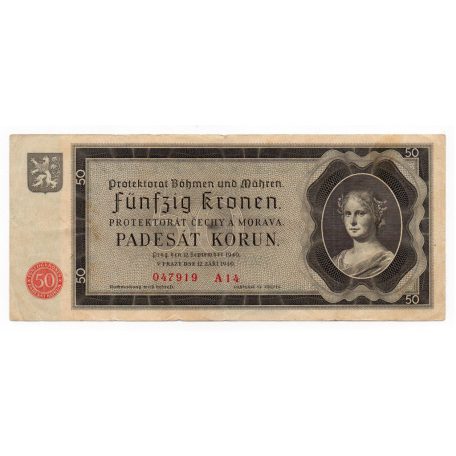 50
50
Protektorat Böhmen und Mähren.
Fünfzig Kronen.
PROTEKTORÁT ČECHY A MORAVA.
PADESÁT KORUN.
Prag den 12. September 1940.
V PRAZE DNE 12. ZÁŘÍ 1940.
047919 A14
50
50
50